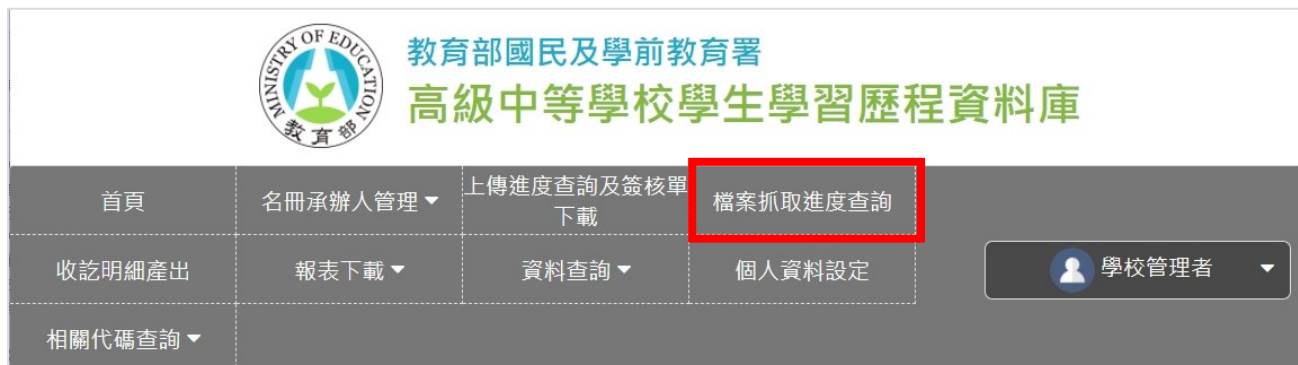 MINISTRY OF EDUCATION
教育部
教育部國民及學前教育署
高級中等學校學生學習歷程資料庫
首頁
名冊承辦人管理▼
上傳進度查詢及簽核單
下載
檔案抓取進度查詢
收訖明細產出
報表下載▼
資料查詢▼
個人資料設定
學校管理者 ▼
相關代碼查詢▼